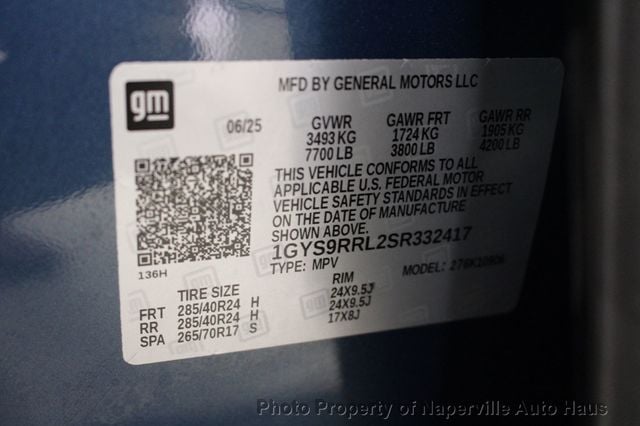 gm
MFD BY GENERAL MOTORS LLC
06/25 GVWR GAWR FRT GAWR RR
3493 KG 1724 KG 1905 KG
7700 LB 3800 LB 4200 LB
THIS VEHICLE CONFORMS TO ALL
APPLICABLE U.S. FEDERAL MOTOR
VEHICLE SAFETY STANDARDS IN EFFECT
ON THE DATE OF MANUFACTURE
SHOWN ABOVE.
1GYS9RRL2SR332417
136H TYPE: MPV MODEL:
TIRE SIZE RIM
FRT 285/40R24 H 24X9.5J
RR 285/40R24 H 24X9.5J
SPA 265/70R17 S 17X8J
Photo Property of Naperville Auto Haus